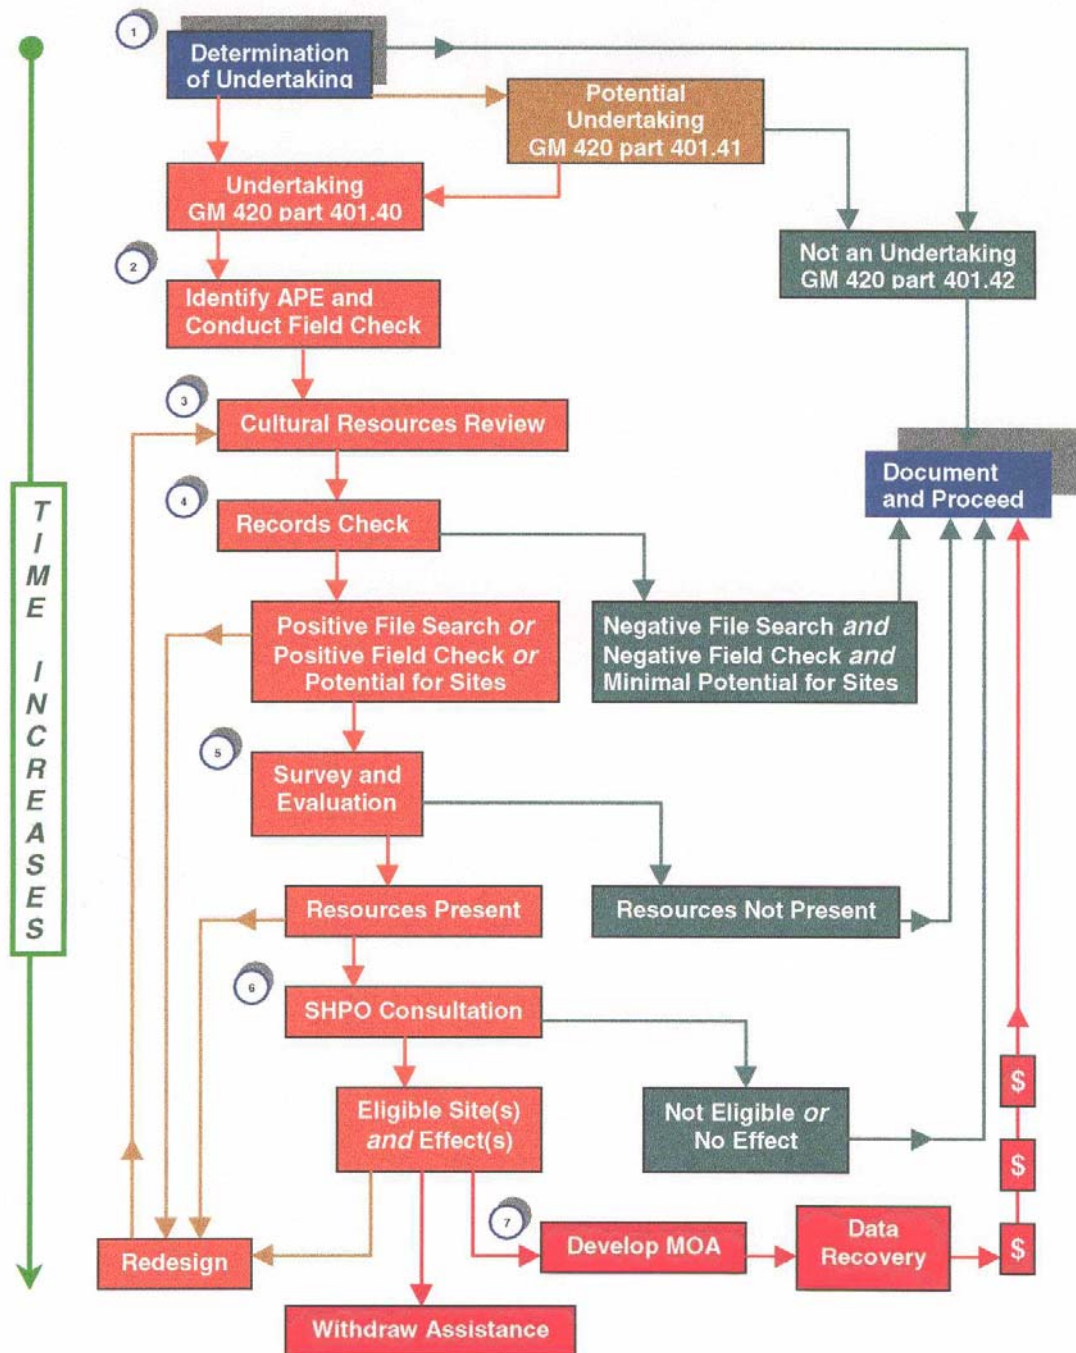 1
Determination
of Undertaking
Potential
Undertaking
GM 420 part 401.41
Undertaking
GM 420 part 401.40
Not an Undertaking
GM 420 part 401.42
2
Identify APE and
Conduct Field Check
3
Cultural Resources Review
Document
and Proceed
4
Records Check
TIME INCREASES
Positive File Search or
Positive Field Check or
Potential for Sites
Negative File Search and
Negative Field Check and
Minimal Potential for Sites
5
Survey and
Evaluation
Resources Present
Resources Not Present
6
SHPO Consultation
Eligible Site(s)
and Effect(s)
Not Eligible or
No Effect
$
$
$
7
Redesign
Develop MOA
Data
Recovery
Withdraw Assistance